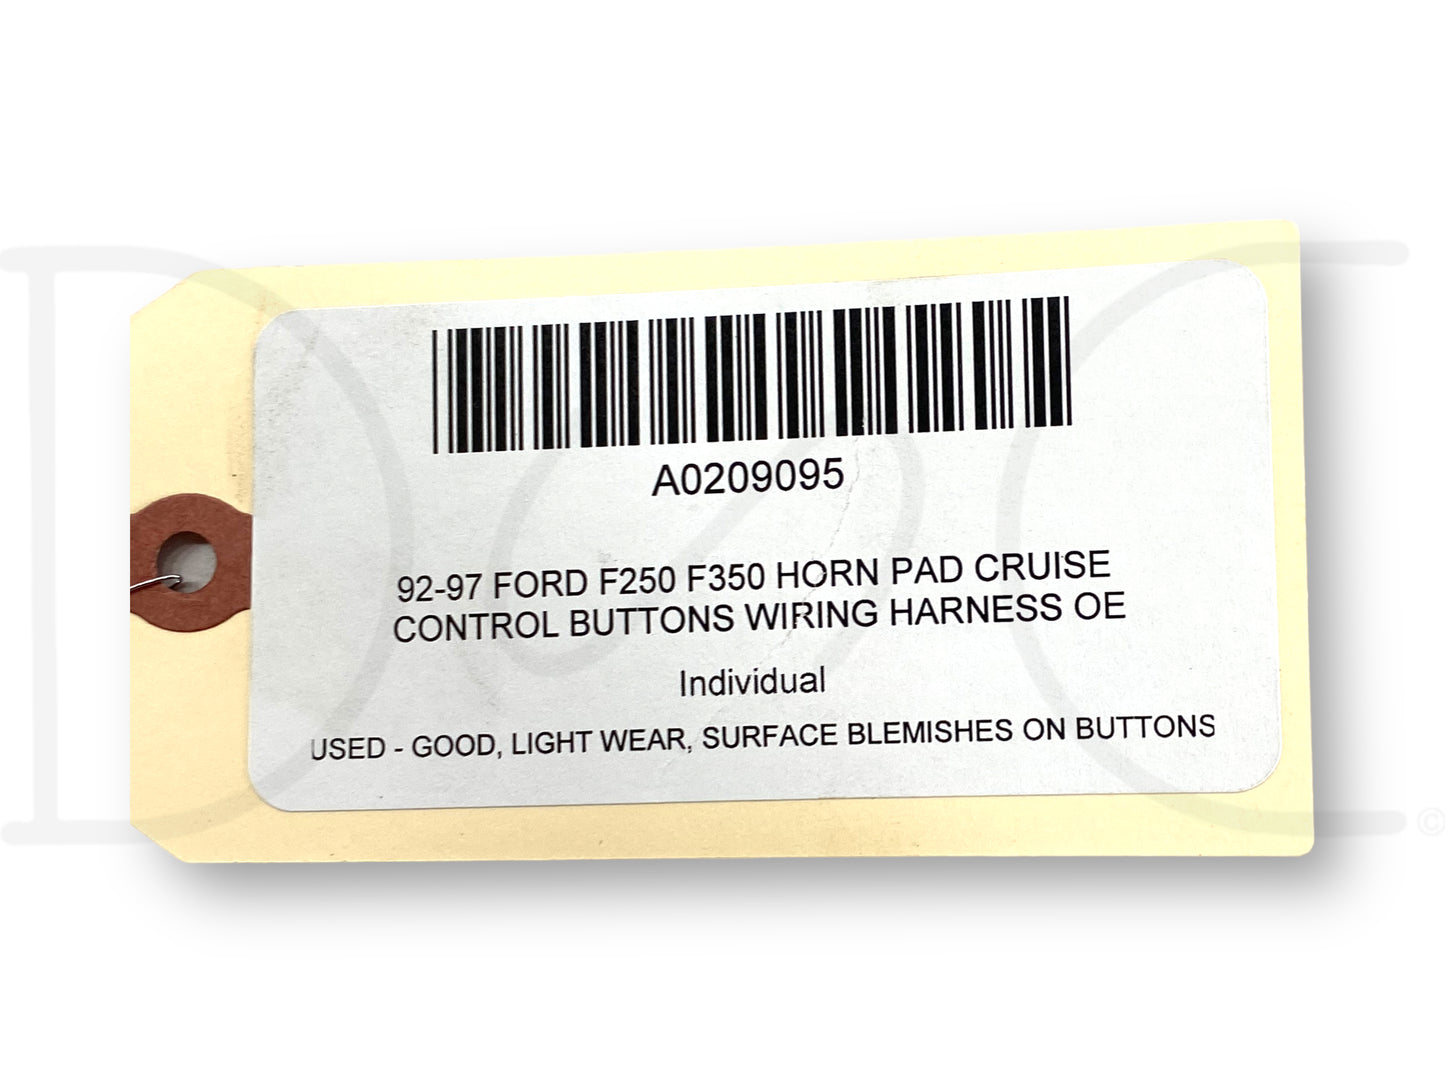 A0209095
92-97 FORD F250 F350 HORN PAD CRUISE
CONTROL BUTTONS WIRING HARNESS OE
Individual
USED - GOOD, LIGHT WEAR, SURFACE BLEMISHES ON BUTTONS
©